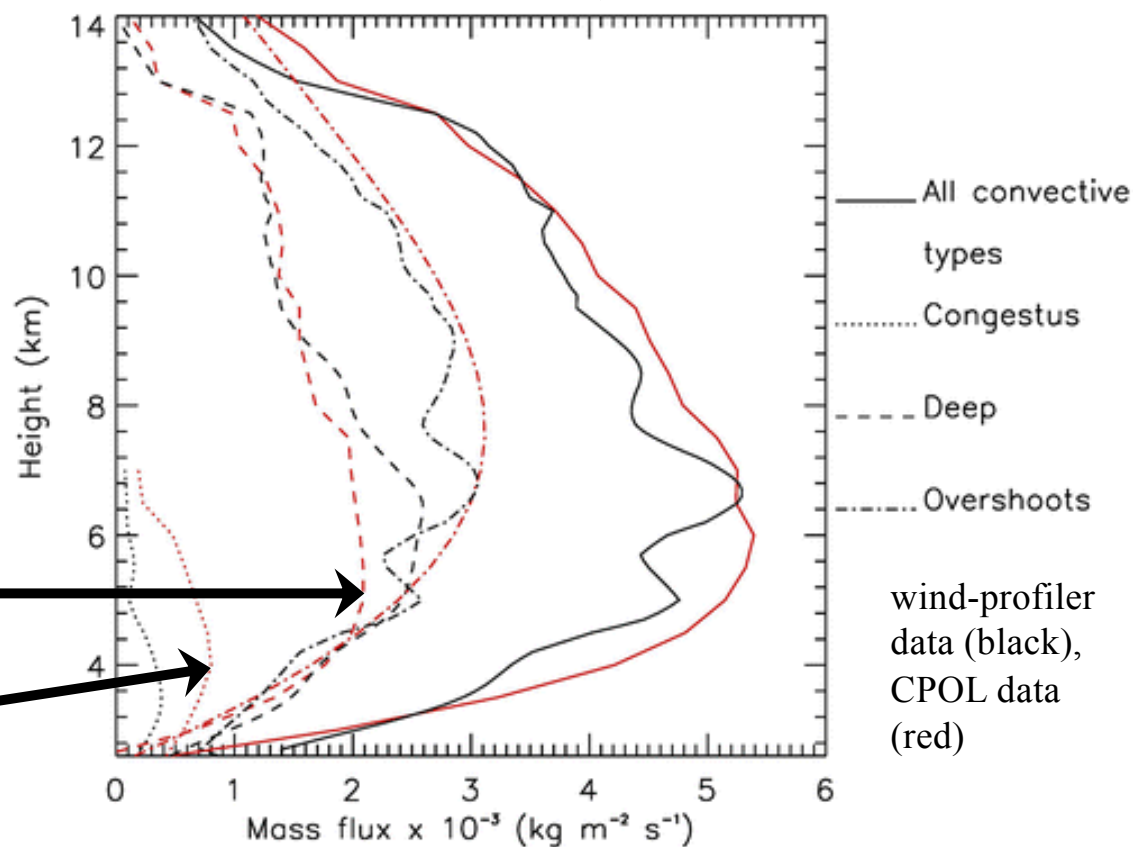 14
12
10
8
6
4
Height (km)
0 1 2 3 4 5 6
Mass flux x 10⁻³ (kg m⁻² s⁻¹)
All convective
types
Congestus
Deep
Overshoots
wind-profiler
data (black),
CPOL data
(red)